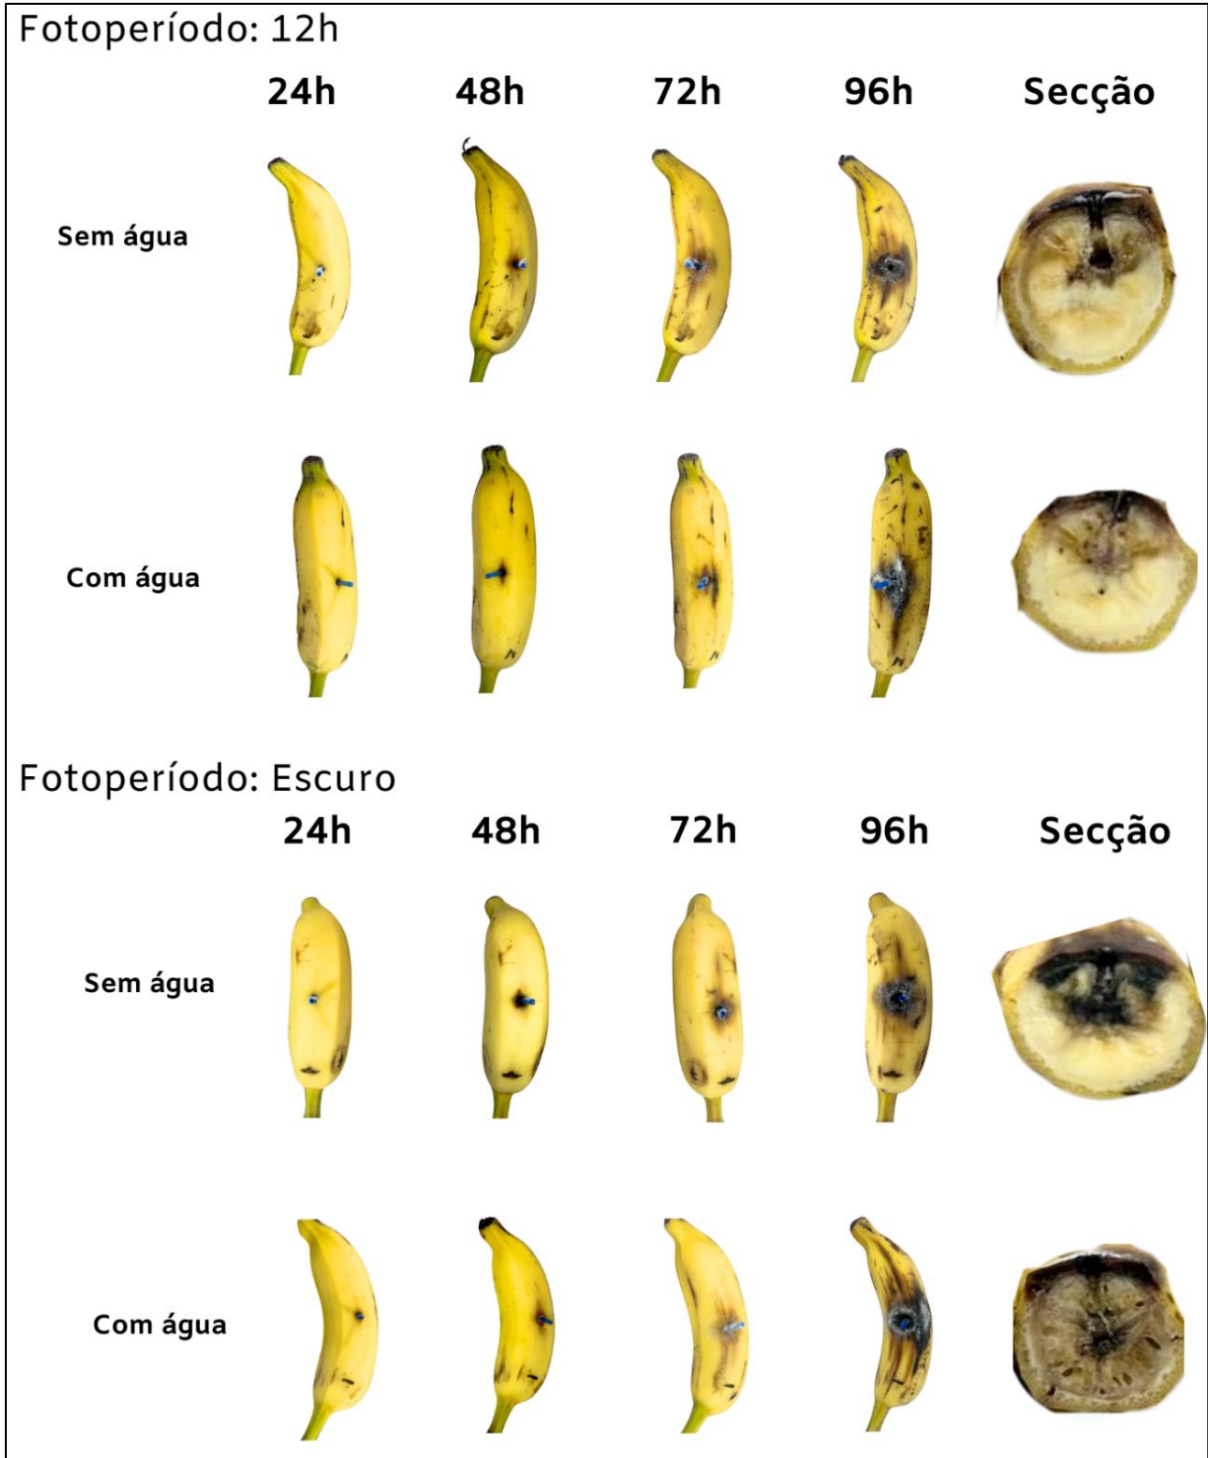 Fotoperíodo: 12h
24h 48h 72h 96h Secção
Sem água
Com água
Fotoperíodo: Escuro
24h 48h 72h 96h Secção
Sem água
Com água